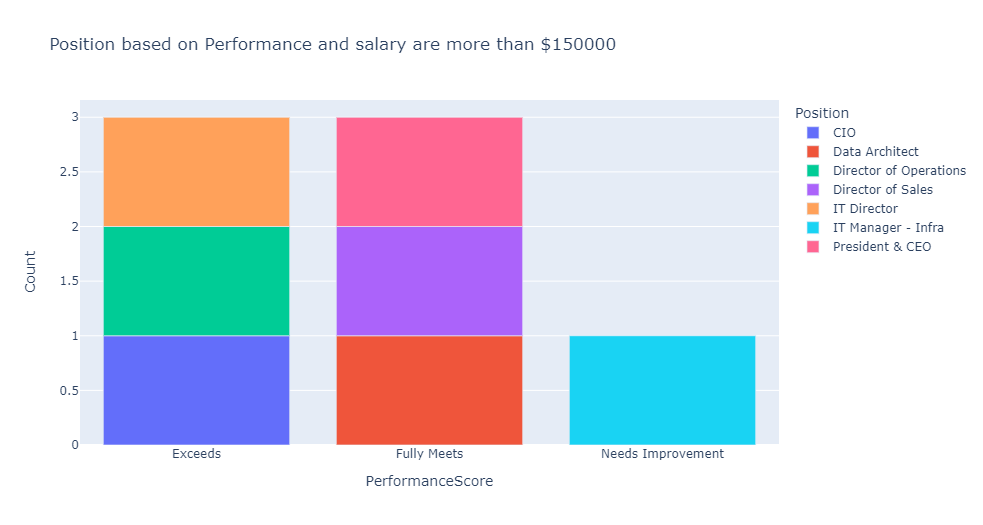 Position based on Performance and salary are more than $150000
Count
3
2.5
2
1.5
1
0.5
0
Exceeds
Fully Meets
Needs Improvement
PerformanceScore
Position
CIO
Data Architect
Director of Operations
Director of Sales
IT Director
IT Manager - Infra
President & CEO